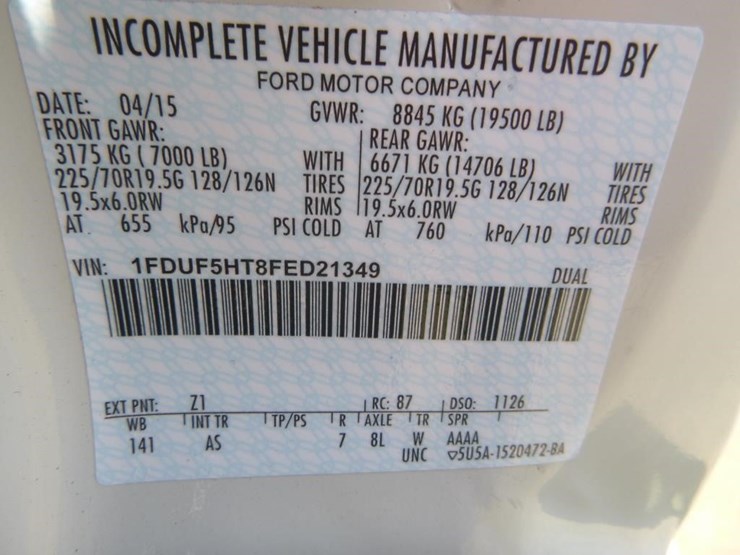 INCOMPLETE VEHICLE MANUFACTURED BY
FORD MOTOR COMPANY
DATE: 04/15 GVWR: 8845 KG (19500 LB)
FRONT GAWR: REAR GAWR:
3175 KG ( 7000 LB) WITH 6671 KG (14706 LB) WITH
225/70R19.5G 128/126N TIRES 225/70R19.5G 128/126N TIRES
19.5x6.0RW RIMS 19.5x6.0RW RIMS
AT 655 kPa/95 PSI COLD AT 760 kPa/110 PSI COLD
VIN: 1FDUF5HT8FED21349 DUAL
EXT PNT: Z1 RC: 87 DSO: 1126
WB INT TR TP/PS R AXLE TR SPR
141 AS 7 8L W AAAA
UNC ▽5U5A-1520472-BA